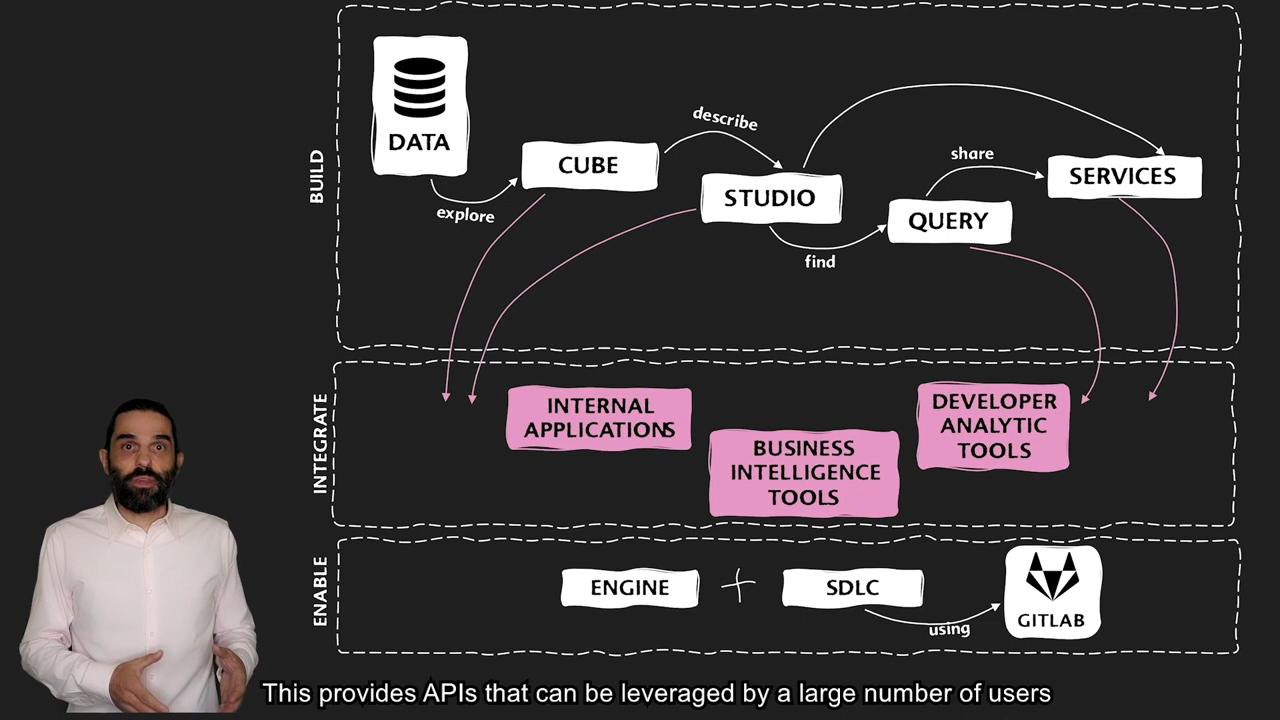 BUILD
DATA
explore
CUBE
describe
STUDIO
find
QUERY
share
SERVICES
INTEGRATE
INTERNAL
APPLICATIONS
BUSINESS
INTELLIGENCE
TOOLS
DEVELOPER
ANALYTIC
TOOLS
ENABLE
ENGINE
SDLC
using
GITLAB
This provides APIs that can be leveraged by a large number of users